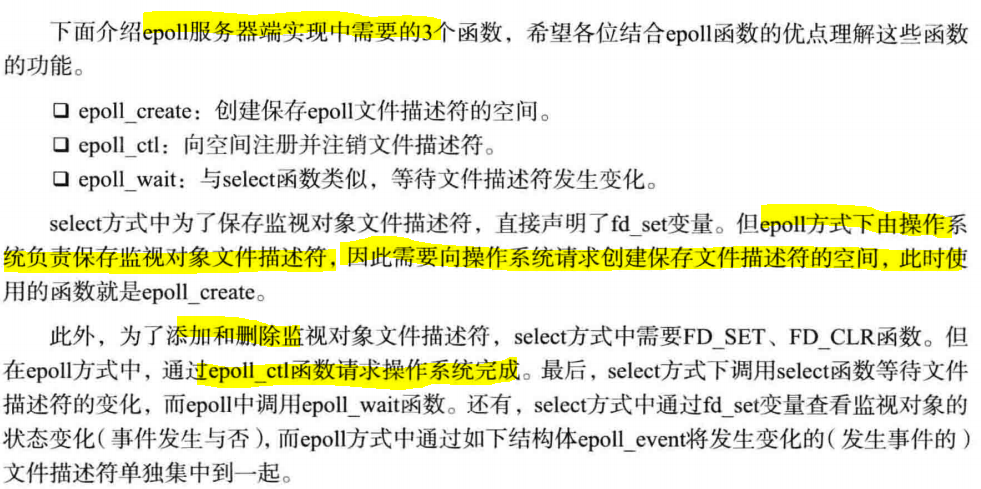 下面介绍epoll服务器端实现中需要的3个函数，希望各位结合epoll函数的优点理解这些函数
的功能。
❑ epoll_create：创建保存epoll文件描述符的空间。
❑ epoll_ctl：向空间注册并注销文件描述符。
❑ epoll_wait：与select函数类似，等待文件描述符发生变化。
select方式中为了保存监视对象文件描述符，直接声明了fd_set变量。但epoll方式下由操作系
统负责保存监视对象文件描述符，因此需要向操作系统请求创建保存文件描述符的空间，此时使
用的函数就是epoll_create。
此外，为了添加和删除监视对象文件描述符，select方式中需要FD_SET、FD_CLR函数。但
在epoll方式中，通过epoll_ctl函数请求操作系统完成。最后，select方式下调用select函数等待文件
描述符的变化，而epoll中调用epoll_wait函数。还有，select方式中通过fd_set变量查看监视对象的
状态变化（事件发生与否），而epoll方式中通过如下结构体epoll_event将发生变化的（发生事件的）
文件描述符单独集中到一起。